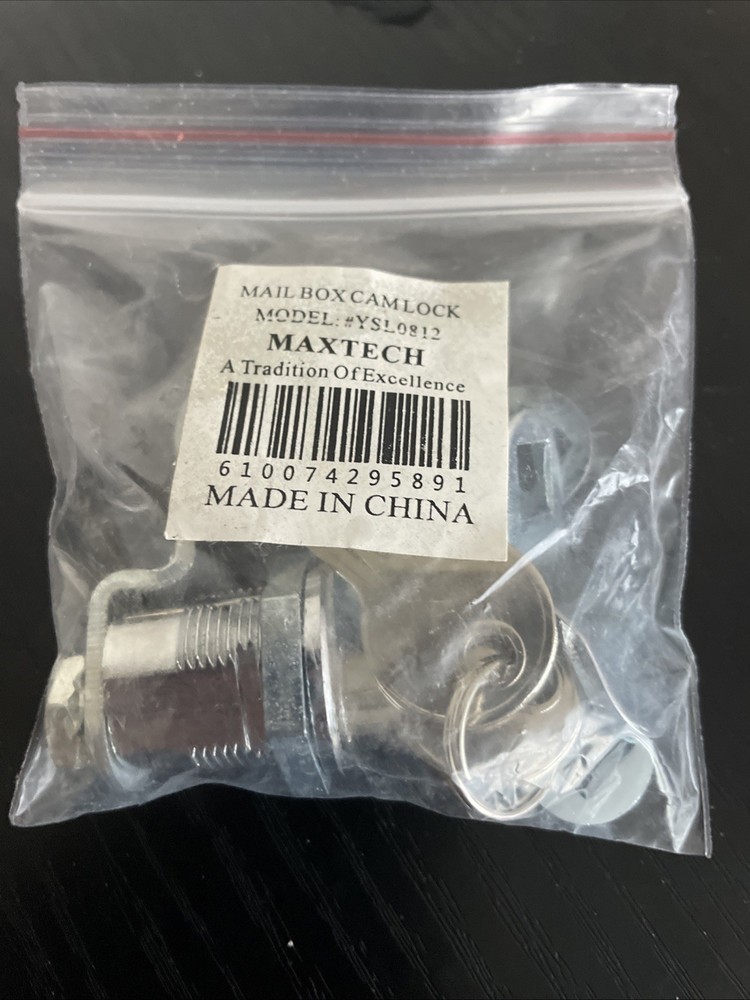 MAIL BOX CAM LOCK
MODEL: #YSL0812
MAXTECH
A Tradition Of Excellence
610074295891
MADE IN CHINA